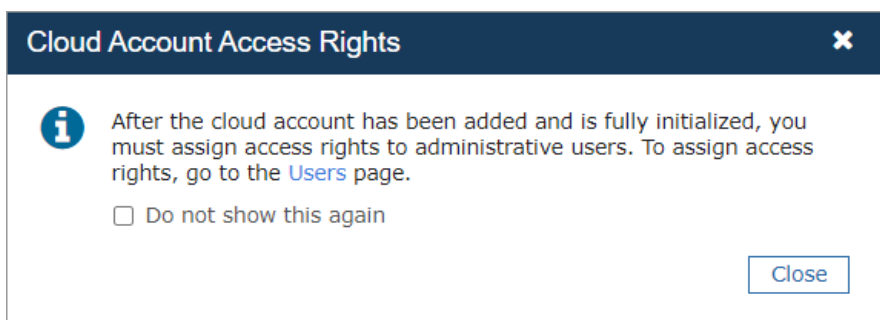 Cloud Account Access Rights
After the cloud account has been added and is fully initialized, you
must assign access rights to administrative users. To assign access
rights, go to the Users page.
Do not show this again
Close